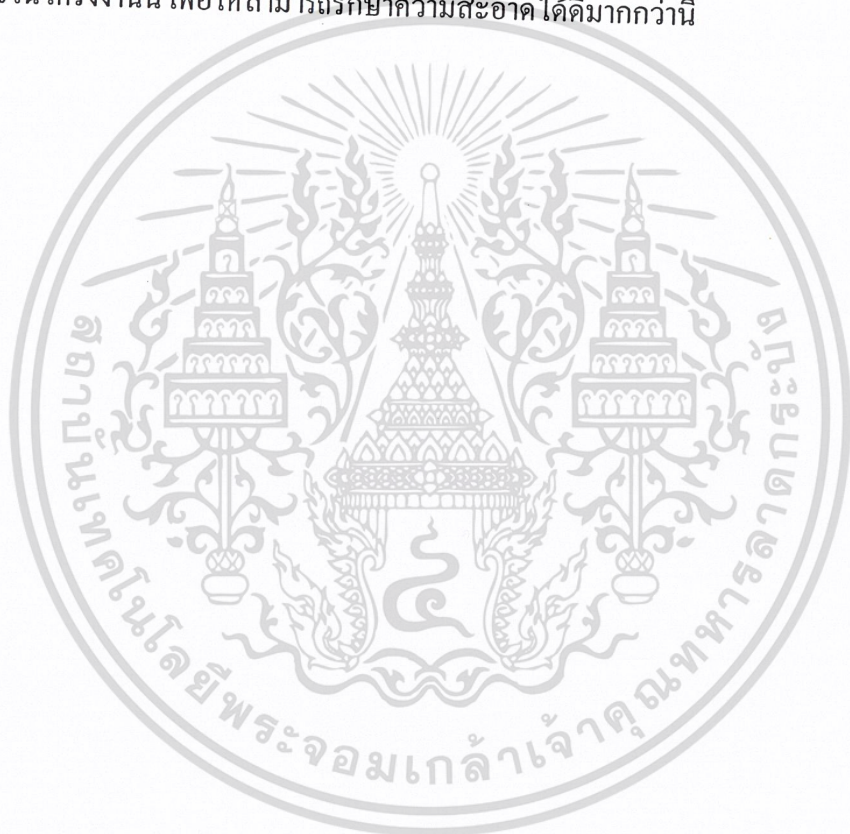 โครงงานนี้ เพื่อให้สามารถรักษาความสะอาดได้ดีมากกว่านี้
สถาบันเทคโนโลยีพระจอมเกล้าเจ้าคุณทหารลาดกระบัง
๔